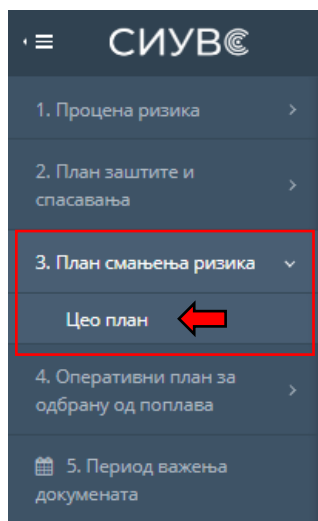 СИУВС
1. Процена ризика
2. План заштите и
спасавања
3. План смањења ризика
Цео план
4. Оперативни план за
одбрану од поплава
5. Период важења
докумената